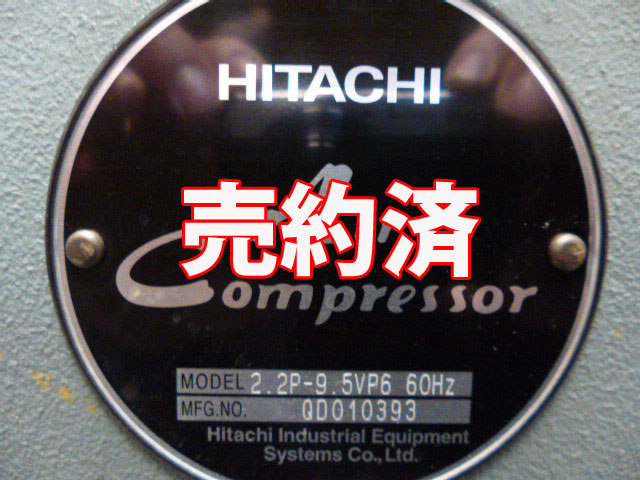 HITACHI
Air
売約済
Compressor
MODEL 2.2P-9.5VP6 60Hz
MFG.NO. QD010393
Hitachi Industrial Equipment
Systems Co.,Ltd.